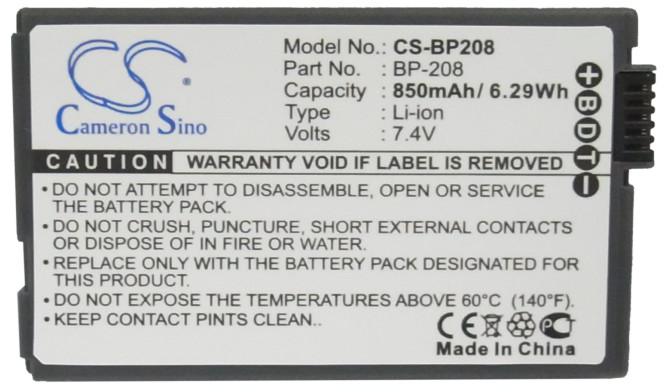 CS
Cameron Sino
Model No.: CS-BP208
Part No. : BP-208
Capacity : 850mAh/ 6.29Wh
Type : Li-ion
Volts : 7.4V
+ B D T -
CAUTION WARRANTY VOID IF LABEL IS REMOVED
•DO NOT ATTEMPT TO DISASSEMBLE, OPEN OR SERVICE
THE BATTERY PACK.
•DO NOT CRUSH, PUNCTURE, SHORT EXTERNAL CONTACTS
OR DISPOSE OF IN FIRE OR WATER.
•REPLACE ONLY WITH THE BATTERY PACK DESIGNATED FOR
THIS PRODUCT.
•DO NOT EXPOSE THE TEMPERATURE ABOVE 60°C (140°F).
•KEEP CONTACT PINTS CLEAN..
CE
Made In China